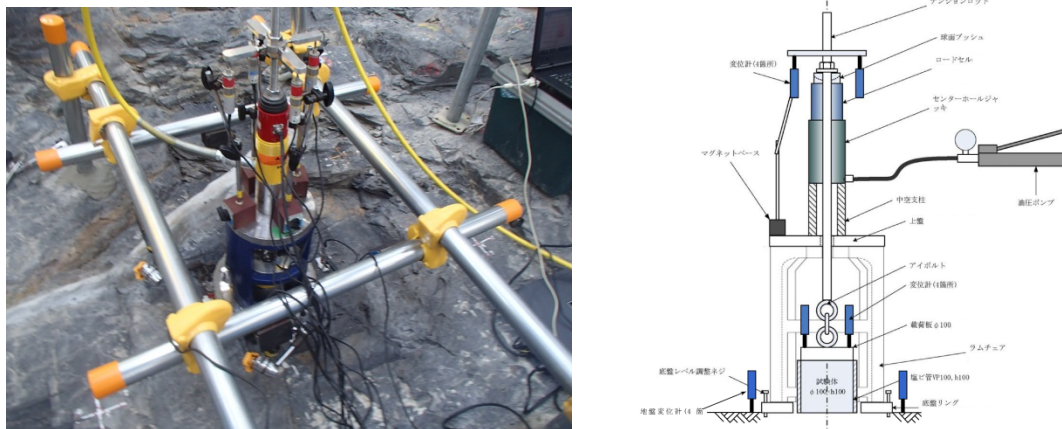 テンションロッド
球面ブッシュ
変位計(4箇所)
ロードセル
センターホールジャ
ッキ
マグネットベース
油圧ポンプ
中空支柱
上盤
アイボルト
変位計(4箇所)
載荷板φ100
ラムチェア
試験体
φ100-h100
塩ビ管VP100, h100
底盤レベル調整ネジ
底盤リング
地盤変位計(4箇